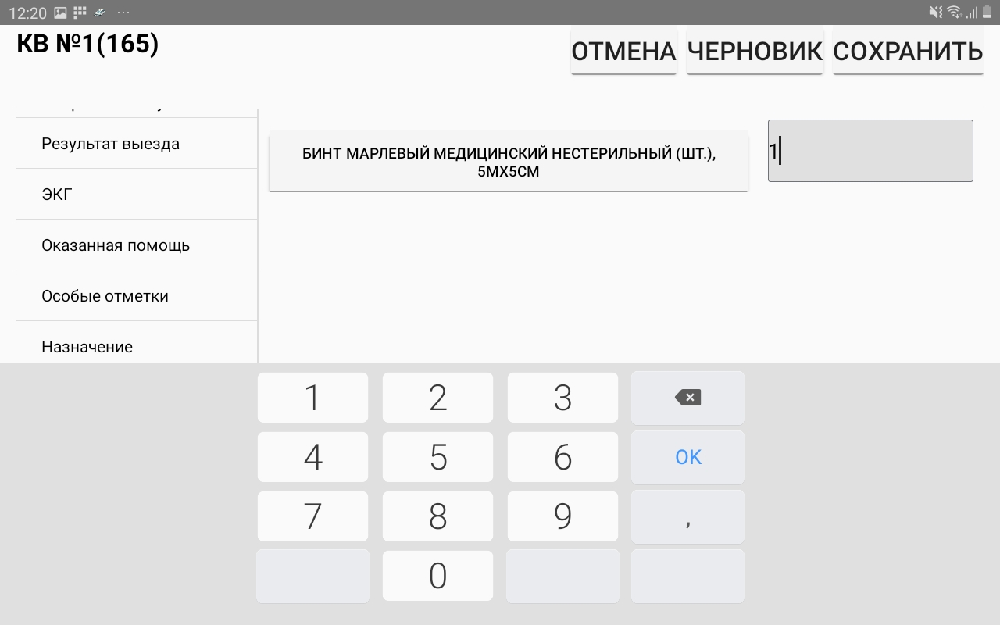 12:20
КВ №1(165)
ОТМЕНА
ЧЕРНОВИК
СОХРАНИТЬ
Результат выезда
ЭКГ
Оказанная помощь
Особые отметки
Назначение
БИНТ МАРЛЕВЫЙ МЕДИЦИНСКИЙ НЕСТЕРИЛЬНЫЙ (ШТ.),
5МХ5СМ
1
1
2
3
4
5
6
OK
7
8
9
,
0